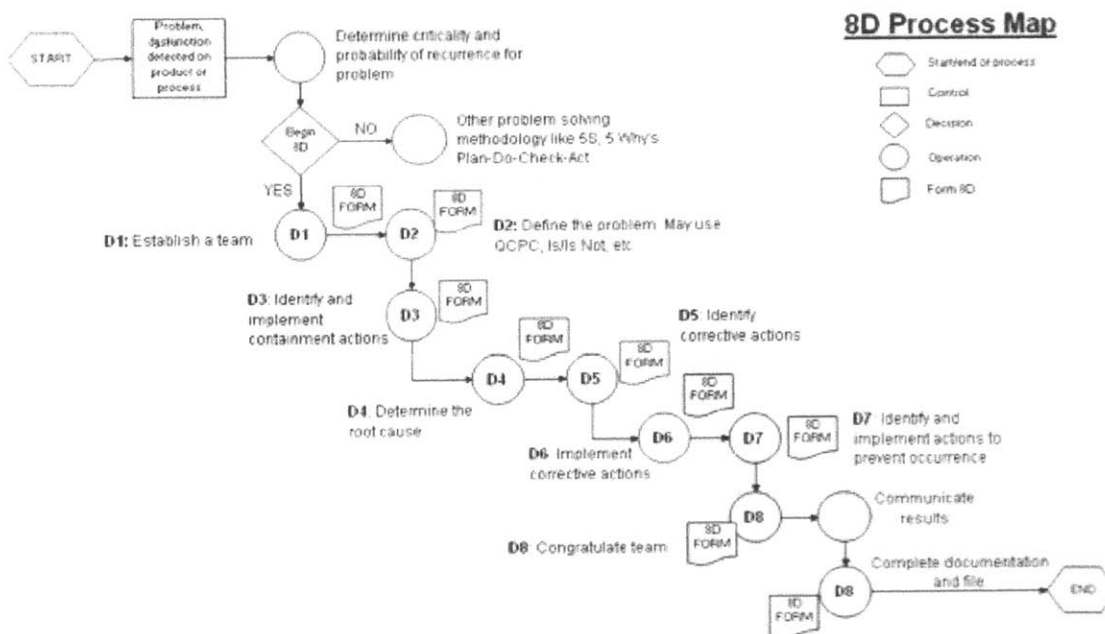 8D Process Map
START
Problem,
dysfunction
detected on
product or
process
Determine criticality and
probability of recurrence for
problem
Start/end of process
Control
Decision
Operation
Form 8D
Begin
8D
NO
Other problem solving
methodology like 5S, 5 Why's
Plan-Do-Check-Act
YES
8D
FORM
8D
FORM
D1: Establish a team
D1
D2
D2: Define the problem. May use
QCPC, Is/Is Not, etc
D3: Identify and
implement
containment actions
D3
8D
FORM
8D
FORM
D5: Identify
corrective actions
D4
D5
8D
FORM
D4: Determine the
root cause
8D
FORM
D6: Implement
corrective actions
D6
D7
8D
FORM
D7: Identify and
implement actions to
prevent occurrence
D8: Congratulate team
8D
FORM
D8
Communicate
results
Complete documentation
and file
8D
FORM
D8
END